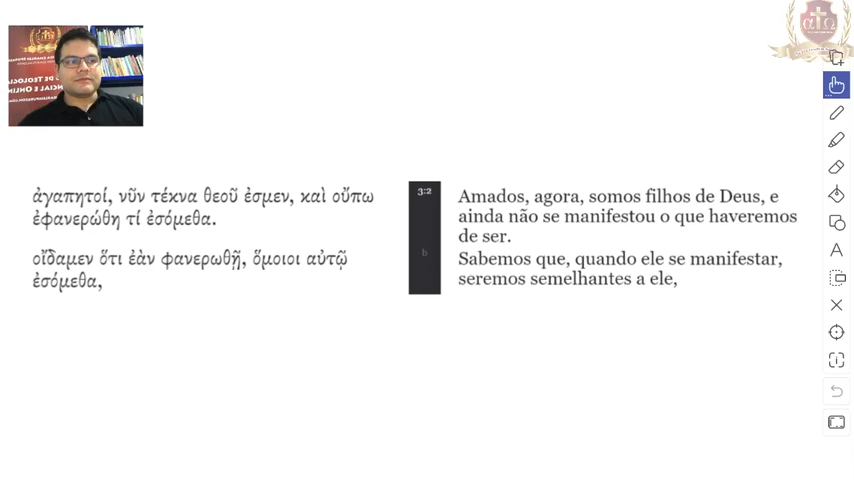 ἀγαπητοί, νῦν τέκνα θεοῦ ἐσμεν, καὶ οὔπω
ἐφανερώθη τί ἐσόμεθα.
οἴδαμεν ὅτι ἐὰν φανερωθῇ, ὅμοιοι αὐτῷ
ἐσόμεθα,
3:2
b
Amados, agora, somos filhos de Deus, e
ainda não se manifestou o que haveremos
de ser.
Sabemos que, quando ele se manifestar,
seremos semelhantes a ele,